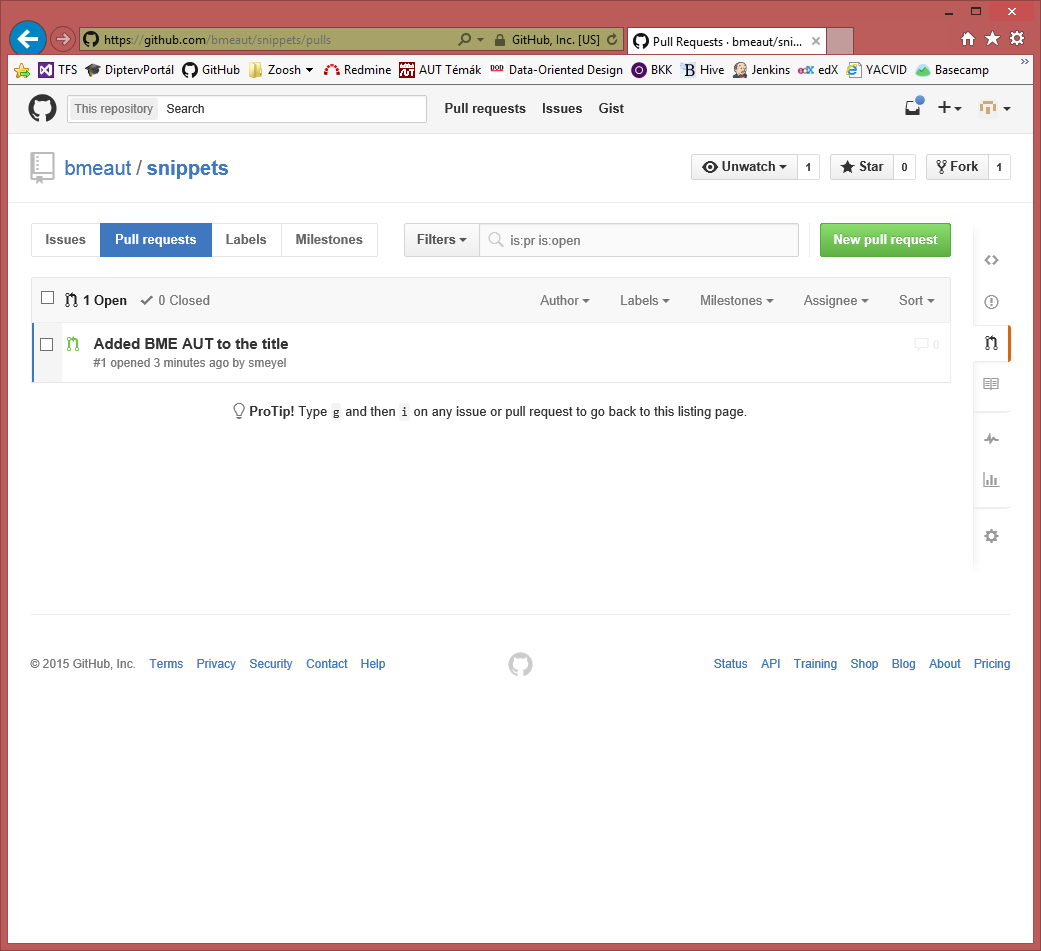 https://github.com/bmeaut/snippets/pulls
GitHub, Inc. [US]
Pull Requests · bmeaut/sni...
TFS
DiptervPortál
GitHub
Zoosh
Redmine
AUT Témák
Data-Oriented Design
BKK
B Hive
Jenkins
edX edX
YACVID
Basecamp
This repository Search
Pull requests
Issues
Gist
bmeaut / snippets
Unwatch 1
Star 0
Fork 1
Issues
Pull requests
Labels
Milestones
Filters
is:pr is:open
New pull request
1 Open
0 Closed
Author
Labels
Milestones
Assignee
Sort
Added BME AUT to the title
0
#1 opened 3 minutes ago by smeyel
ProTip! Type g and then i on any issue or pull request to go back to this listing page.
© 2015 GitHub, Inc. Terms Privacy Security Contact Help
Status API Training Shop Blog About Pricing